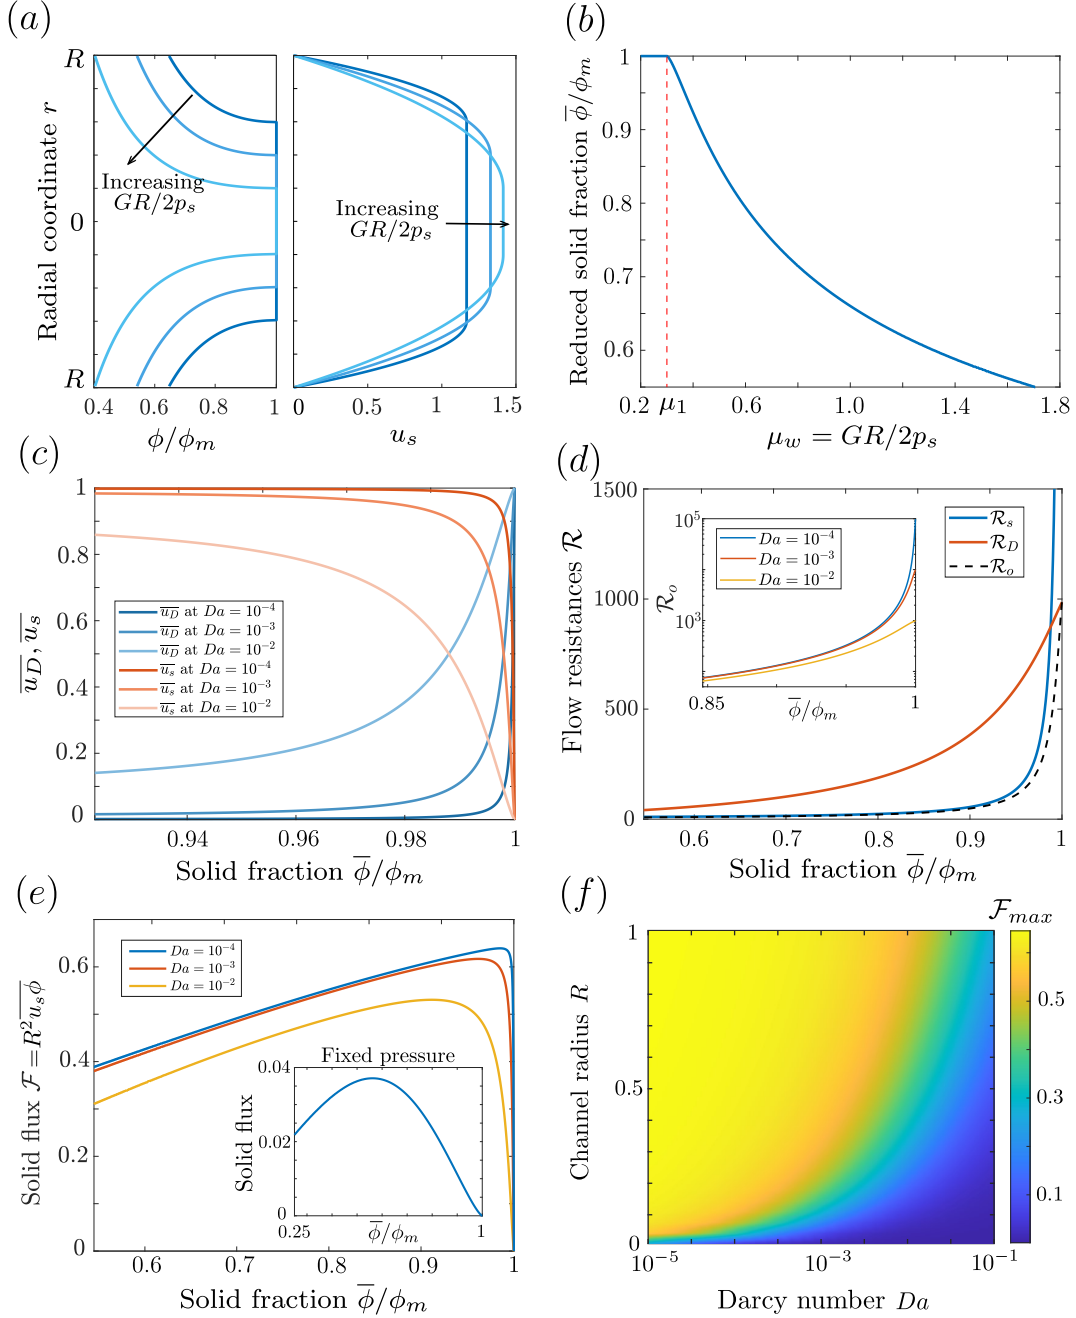 (a)
R
0
R
Radial coordinate r
Increasing
GR/2p_s
0.4 0.6 0.8 1
ϕ/ϕ_m
Increasing
GR/2p_s
0 0.5 1 1.5
u_s
(b)
1
0.9
0.8
0.7
0.6
Reduced solid fraction ϕ̅/ϕ_m
0.2 μ_1 0.6 1.0 1.4 1.8
μ_w = GR/2p_s
(c)
1
0.8
0.6
0.4
0.2
0
u_D̅, u_s̅
u_D̅ at Da = 10^-4
u_D̅ at Da = 10^-3
u_D̅ at Da = 10^-2
u_s̅ at Da = 10^-4
u_s̅ at Da = 10^-3
u_s̅ at Da = 10^-2
0.94 0.96 0.98 1
Solid fraction ϕ̅/ϕ_m
(d)
1500
1000
500
0
Flow resistances ℛ
10^5
10^3
ℛ_o
Da = 10^-4
Da = 10^-3
Da = 10^-2
0.85 ϕ̅/ϕ_m 1
ℛ_s
ℛ_D
ℛ_o
0.6 0.7 0.8 0.9 1
Solid fraction ϕ̅/ϕ_m
(e)
0.6
0.4
0.2
0
Solid flux ℱ=R^2 u_sϕ̅
Da = 10^-4
Da = 10^-3
Da = 10^-2
Fixed pressure
0.04
0.02
0
Solid flux
0.25 ϕ̅/ϕ_m 1
0.6 0.7 0.8 0.9 1
Solid fraction ϕ̅/ϕ_m
(f)
ℱ_max
1
0.5
0
Channel radius R
0.5
0.3
0.1
10^-5 10^-3 10^-1
Darcy number Da